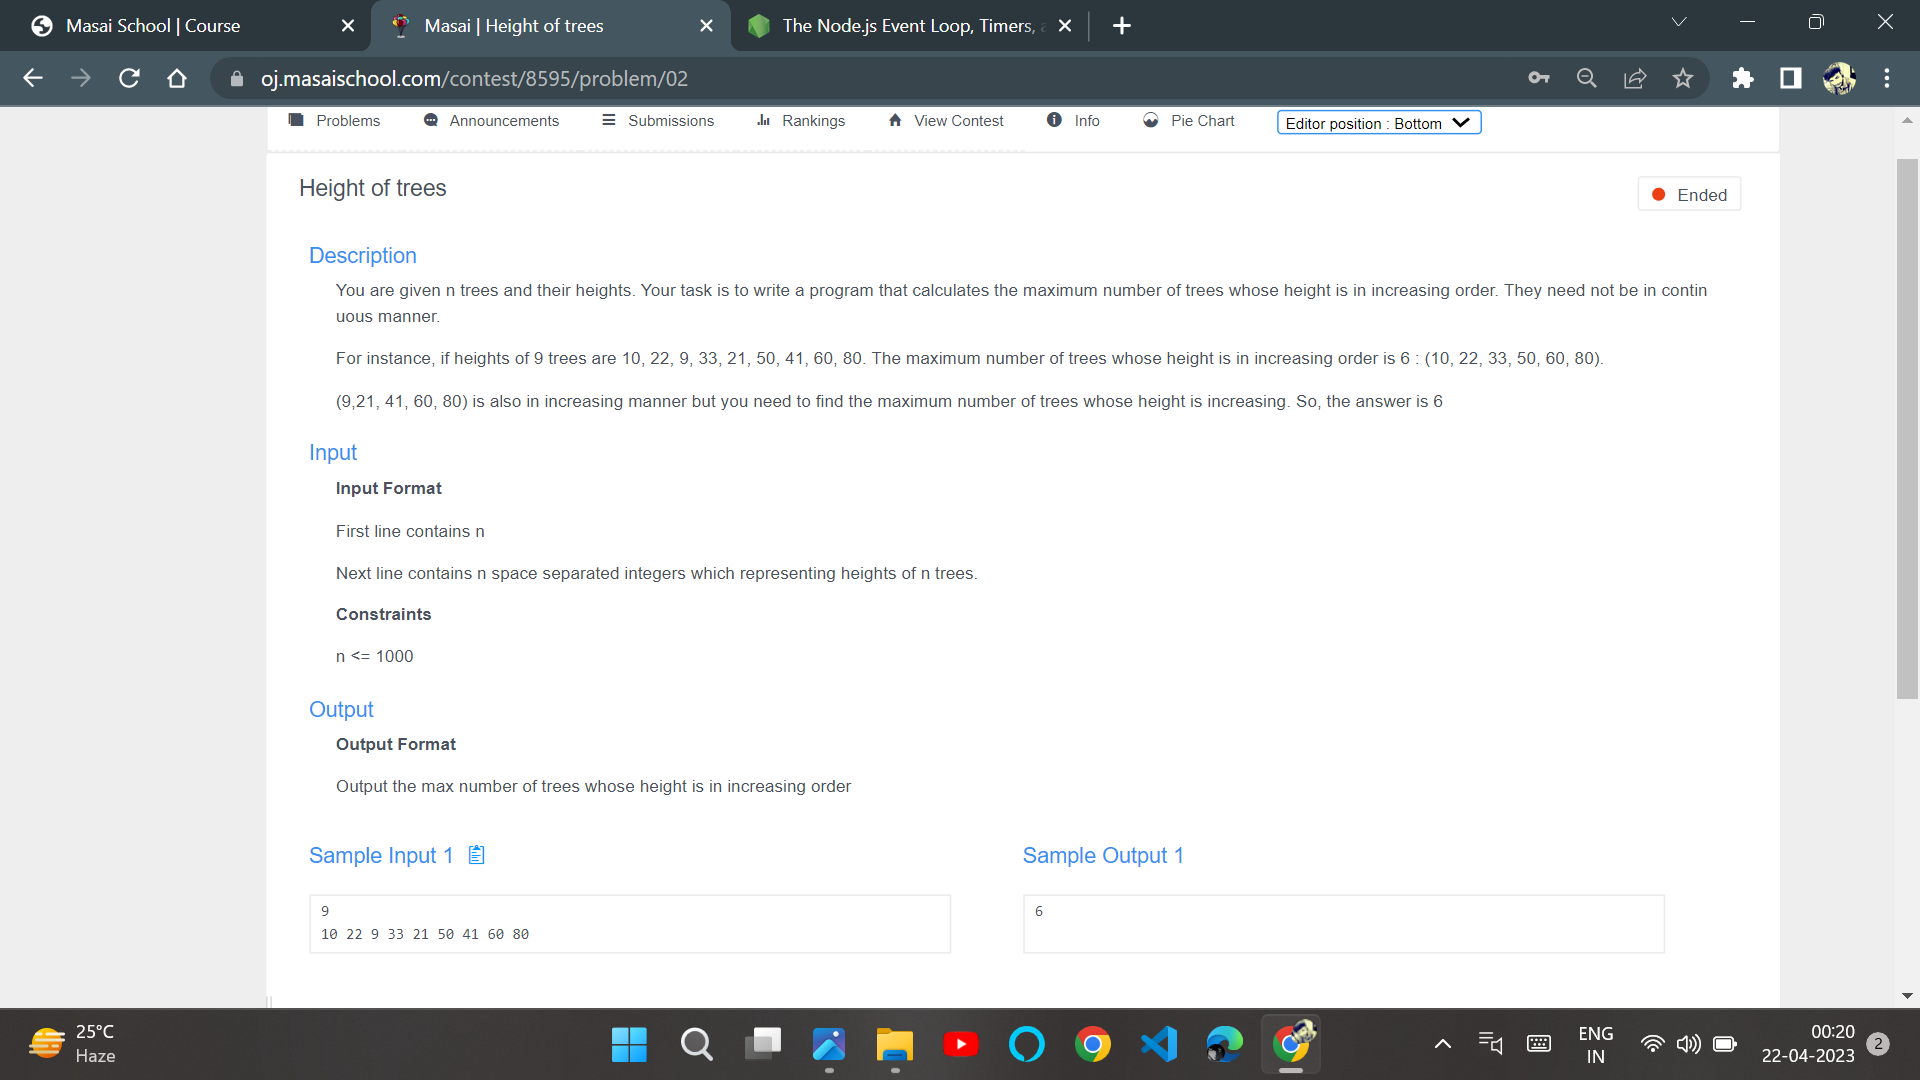 Masai School | Course
Masai | Height of trees
The Node.js Event Loop, Timers, a
oj.masaischool.com/contest/8595/problem/02
Problems Announcements Submissions Rankings View Contest Info Pie Chart Editor position : Bottom
Height of trees
Ended
Description
You are given n trees and their heights. Your task is to write a program that calculates the maximum number of trees whose height is in increasing order. They need not be in contin
uous manner.
For instance, if heights of 9 trees are 10, 22, 9, 33, 21, 50, 41, 60, 80. The maximum number of trees whose height is in increasing order is 6 : (10, 22, 33, 50, 60, 80).
(9,21, 41, 60, 80) is also in increasing manner but you need to find the maximum number of trees whose height is increasing. So, the answer is 6
Input
Input Format
First line contains n
Next line contains n space separated integers which representing heights of n trees.
Constraints
n <= 1000
Output
Output Format
Output the max number of trees whose height is in increasing order
Sample Input 1
Sample Output 1
9
10 22 9 33 21 50 41 60 80
6
25°C
Haze
ENG
IN
00:20
22-04-2023
2